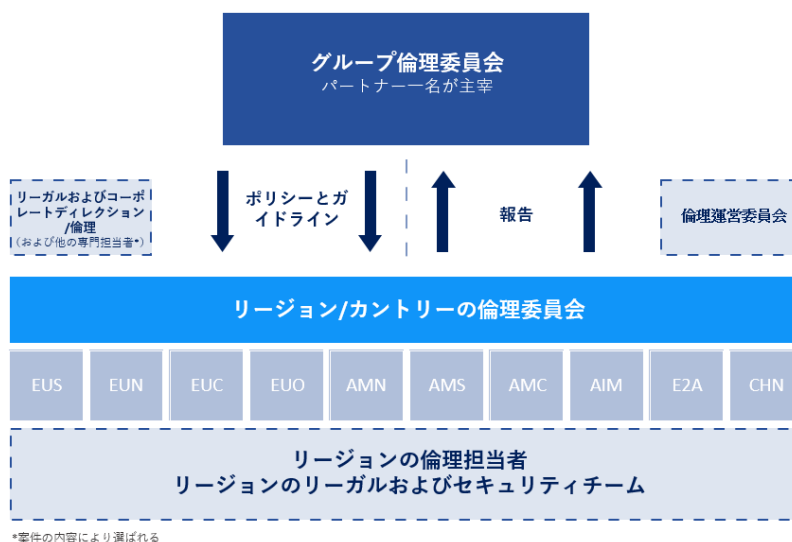 グループ倫理委員会
パートナー一名が主宰
リーガルおよびコーポ
レートディレクション
/倫理
(および他の専門担当者*)
ポリシーとガ
イドライン
報告
倫理運営委員会
リージョン/カントリーの倫理委員会
EUS
EUN
EUC
EUO
AMN
AMS
AMC
AIM
E2A
CHN
リージョンの倫理担当者
リージョンのリーガルおよびセキュリティチーム
*案件の内容により選ばれる